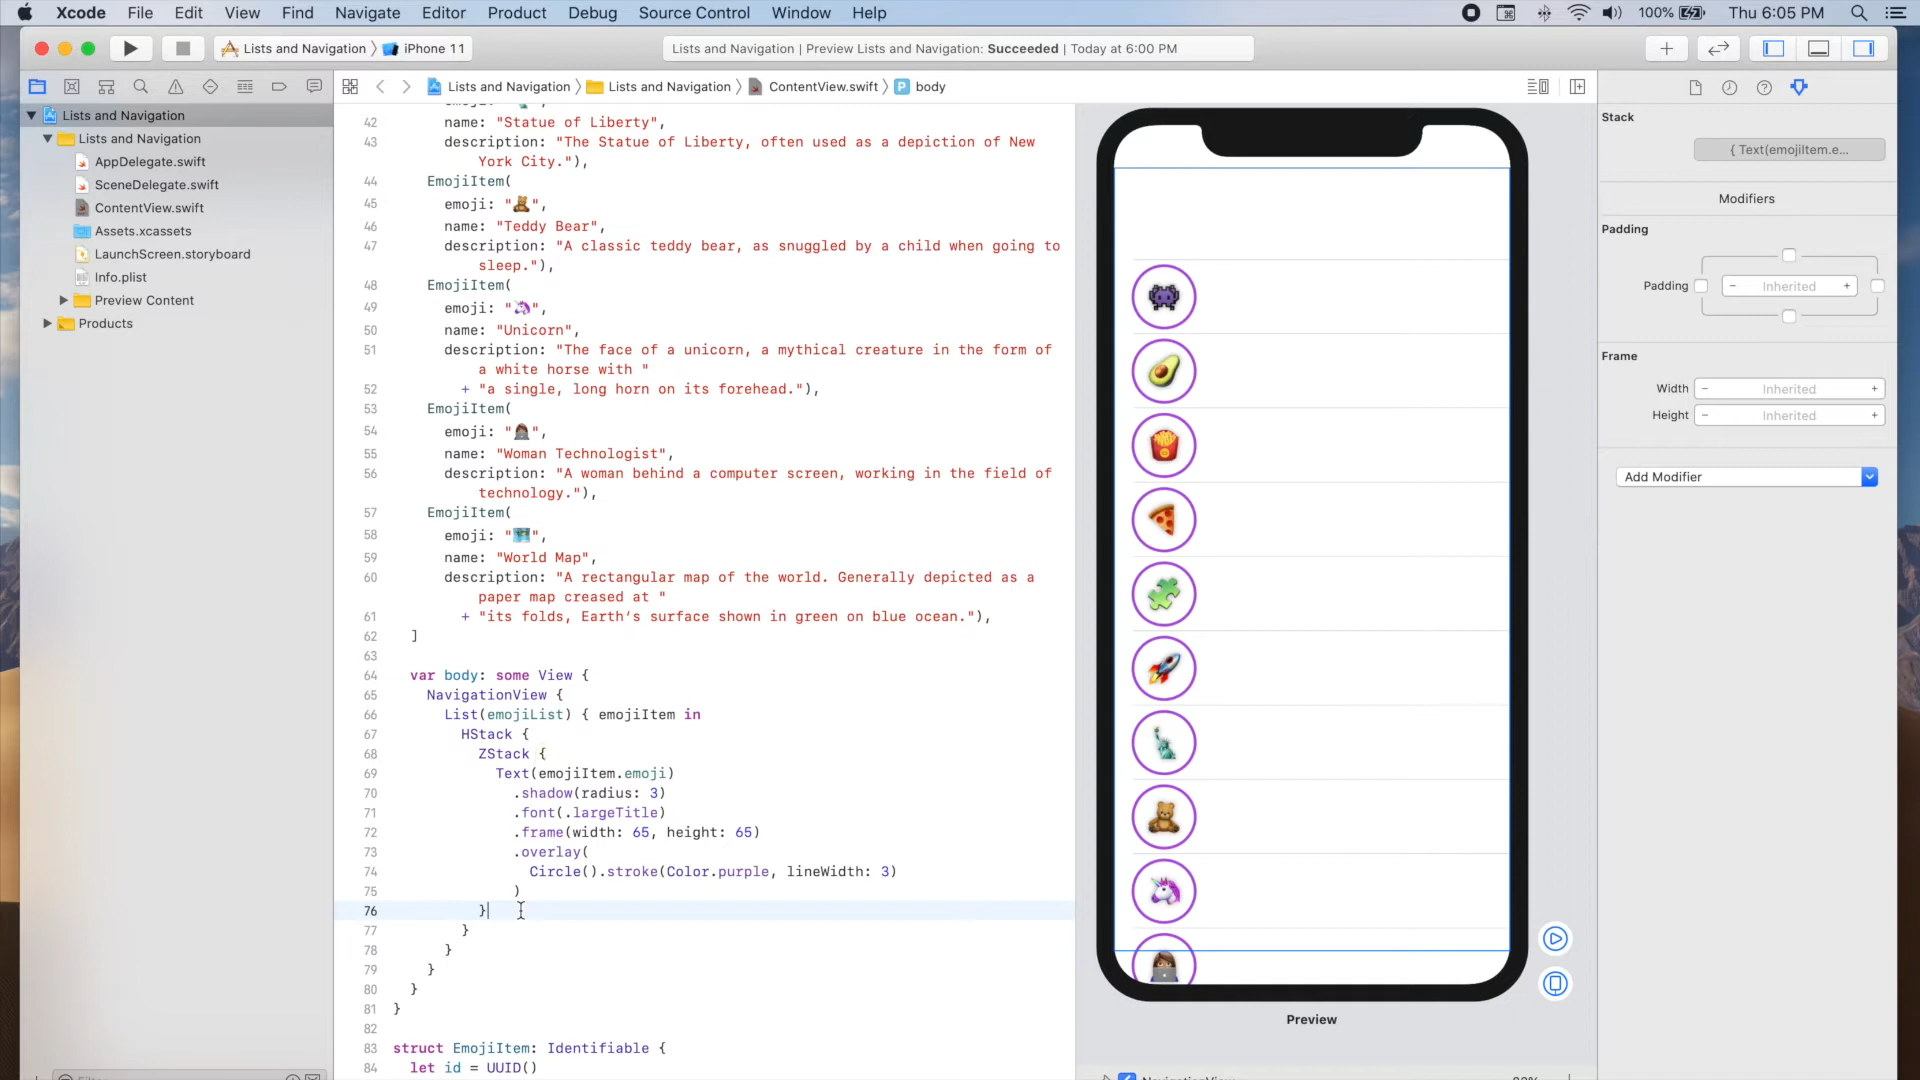 Xcode File Edit View Find Navigate Editor Product Debug Source Control Window Help 100% Thu 6:05 PM
Lists and Navigation 〉 iPhone 11
Lists and Navigation | Preview Lists and Navigation: Succeeded | Today at 6:00 PM
Lists and Navigation 〉 Lists and Navigation 〉 ContentView.swift 〉 P body
Lists and Navigation
Lists and Navigation
AppDelegate.swift
SceneDelegate.swift
ContentView.swift
Assets.xcassets
LaunchScreen.storyboard
Info.plist
Preview Content
Products
emoji: "🗽",
42 name: "Statue of Liberty",
43 description: "The Statue of Liberty, often used as a depiction of New
York City."),
44 EmojiItem(
45 emoji: "🧸",
46 name: "Teddy Bear",
47 description: "A classic teddy bear, as snuggled by a child when going to
sleep."),
48 EmojiItem(
49 emoji: "🦄",
50 name: "Unicorn",
51 description: "The face of a unicorn, a mythical creature in the form of
a white horse with "
52 + "a single, long horn on its forehead."),
53 EmojiItem(
54 emoji: "👩🏽‍💻",
55 name: "Woman Technologist",
56 description: "A woman behind a computer screen, working in the field of
technology."),
57 EmojiItem(
58 emoji: "🗺",
59 name: "World Map",
60 description: "A rectangular map of the world. Generally depicted as a
paper map creased at "
61 + "its folds, Earth’s surface shown in green on blue ocean."),
62 ]
63
64 var body: some View {
65 NavigationView {
66 List(emojiList) { emojiItem in
67 HStack {
68 ZStack {
69 Text(emojiItem.emoji)
70 .shadow(radius: 3)
71 .font(.largeTitle)
72 .frame(width: 65, height: 65)
73 .overlay(
74 Circle().stroke(Color.purple, lineWidth: 3)
75 )
76 }
77 }
78 }
79 }
80 }
81 }
82
83 struct EmojiItem: Identifiable {
84 let id = UUID()
Preview
NavigationView
Stack
{ Text(emojiItem.e...
Modifiers
Padding
Padding − Inherited +
Frame
Width − Inherited +
Height − Inherited +
Add Modifier